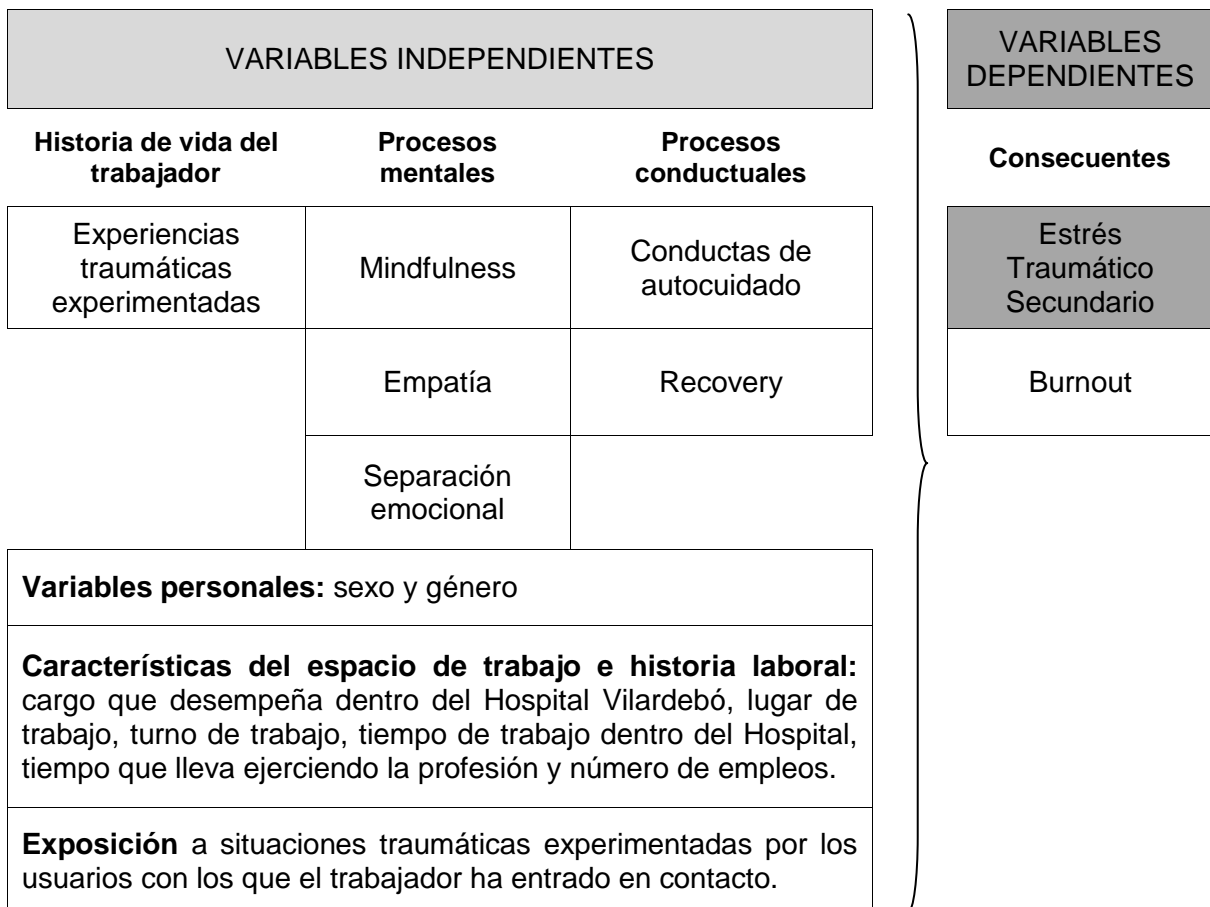 VARIABLES INDEPENDIENTES
VARIABLES
DEPENDIENTES
Historia de vida del
trabajador
Procesos
mentales
Procesos
conductuales
Consecuentes
Experiencias
traumáticas
experimentadas
Mindfulness
Conductas de
autocuidado
Estrés
Traumático
Secundario
Empatía
Recovery
Burnout
Separación
emocional
Variables personales: sexo y género
Características del espacio de trabajo e historia laboral:
cargo que desempeña dentro del Hospital Vilardebó, lugar de
trabajo, turno de trabajo, tiempo de trabajo dentro del Hospital,
tiempo que lleva ejerciendo la profesión y número de empleos.
Exposición a situaciones traumáticas experimentadas por los
usuarios con los que el trabajador ha entrado en contacto.